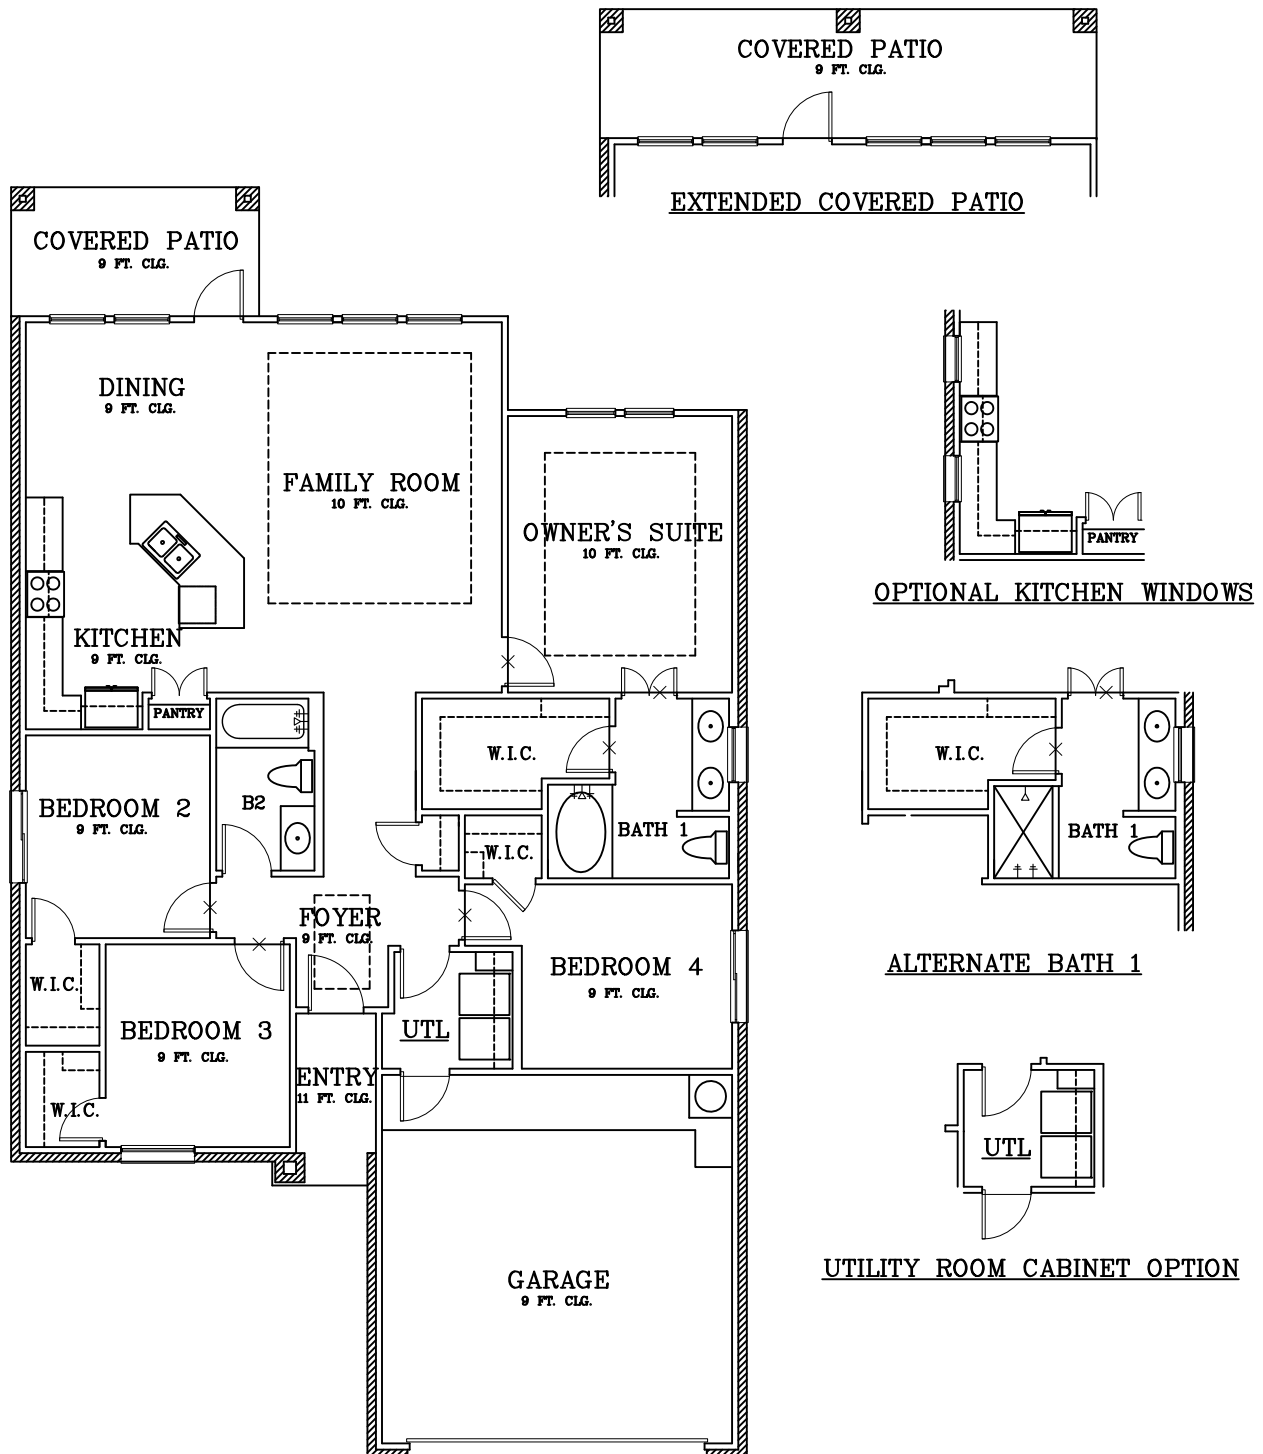 COVERED PATIO
9 FT. CLG.
EXTENDED COVERED PATIO
COVERED PATIO
9 FT. CLG.
DINING
9 FT. CLG.
FAMILY ROOM
10 FT. CLG.
OWNER'S SUITE
10 FT. CLG.
PANTRY
OPTIONAL KITCHEN WINDOWS
KITCHEN
9 FT. CLG.
PANTRY
W.I.C.
W.I.C.
BEDROOM 2
9 FT. CLG.
B2
BATH 1
BATH 1
W.I.C.
FOYER
9 FT. CLG.
BEDROOM 4
9 FT. CLG.
ALTERNATE BATH 1
W.I.C.
BEDROOM 3
9 FT. CLG.
UTL
ENTRY
11 FT. CLG.
W.I.C.
UTL
UTILITY ROOM CABINET OPTION
GARAGE
9 FT. CLG.